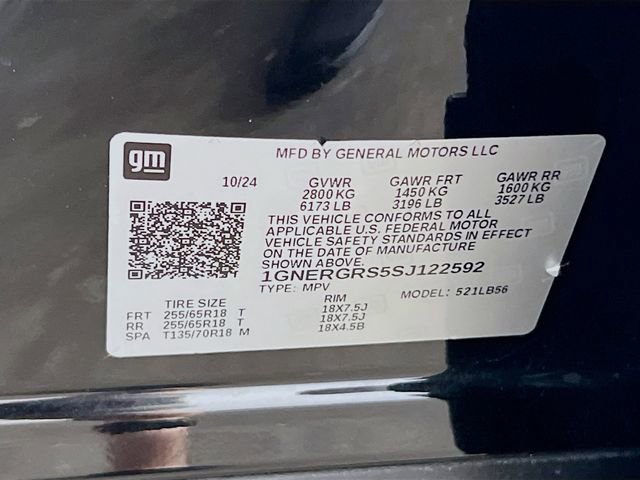 gm
MFD BY GENERAL MOTORS LLC
10/24 GVWR GAWR FRT GAWR RR
2800 KG 1450 KG 1600 KG
6173 LB 3196 LB 3527 LB
THIS VEHICLE CONFORMS TO ALL
APPLICABLE U.S. FEDERAL MOTOR
VEHICLE SAFETY STANDARDS IN EFFECT
ON THE DATE OF MANUFACTURE
SHOWN ABOVE.
1GNERGRS5SJ122592
TYPE: MPV MODEL: 521LB56
TIRE SIZE RIM
FRT 255/65R18 T 18X7.5J
RR 255/65R18 T 18X7.5J
SPA T135/70R18 M 18X4.5B